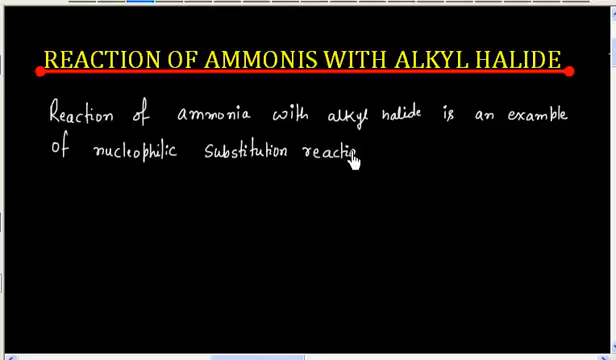 REACTION OF AMMONIS WITH ALKYL HALIDE
Reaction of ammonia with alkyl halide is an example
of nucleophilic substitution reactio